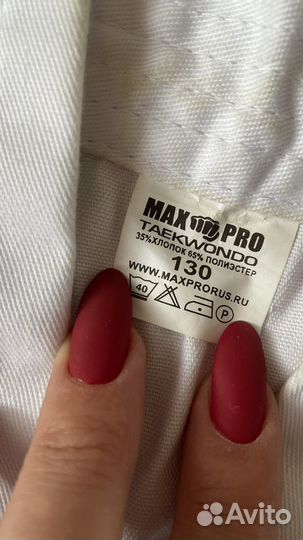 MAX PRO
TAEKWONDO
35%ХЛОПОК 65% ПОЛИЭСТЕР
130
WWW.MAXPRORUS.RU
40 P
Avito